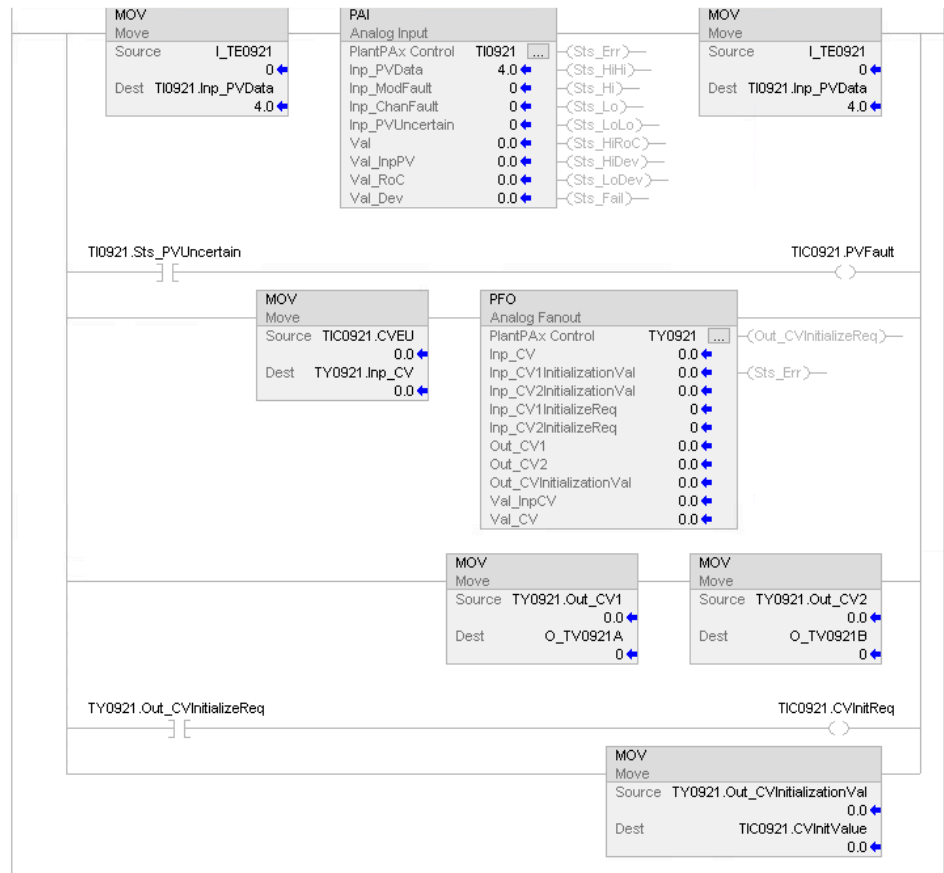 MOV
Move
Source I_TE0921
0
Dest TI0921.Inp_PVData
4.0
PAI
Analog Input
PlantPAx Control TI0921 ...
Inp_PVData 4.0
Inp_ModFault 0
Inp_ChanFault 0
Inp_PVUncertain 0
Val 0.0
Val_InpPV 0.0
Val_RoC 0.0
Val_Dev 0.0
(Sts_Err)
(Sts_HiHi)
(Sts_Hi)
(Sts_Lo)
(Sts_LoLo)
(Sts_HiRoC)
(Sts_HiDev)
(Sts_LoDev)
(Sts_Fail)
MOV
Move
Source I_TE0921
0
Dest TI0921.Inp_PVData
4.0
TI0921.Sts_PVUncertain
TIC0921.PVFault
MOV
Move
Source TIC0921.CVEU
0.0
Dest TY0921.Inp_CV
0.0
PFO
Analog Fanout
PlantPAx Control TY0921 ...
Inp_CV 0.0
Inp_CV1InitializationVal 0.0
Inp_CV2InitializationVal 0.0
Inp_CV1InitializeReq 0
Inp_CV2InitializeReq 0
Out_CV1 0.0
Out_CV2 0.0
Out_CVInitializationVal 0.0
Val_InpCV 0.0
Val_CV 0.0
(Out_CVInitializeReq)
(Sts_Err)
MOV
Move
Source TY0921.Out_CV1
0.0
Dest O_TV0921A
0
MOV
Move
Source TY0921.Out_CV2
0.0
Dest O_TV0921B
0
TY0921.Out_CVInitializeReq
TIC0921.CVInitReq
MOV
Move
Source TY0921.Out_CVInitializationVal
0.0
Dest TIC0921.CVInitValue
0.0